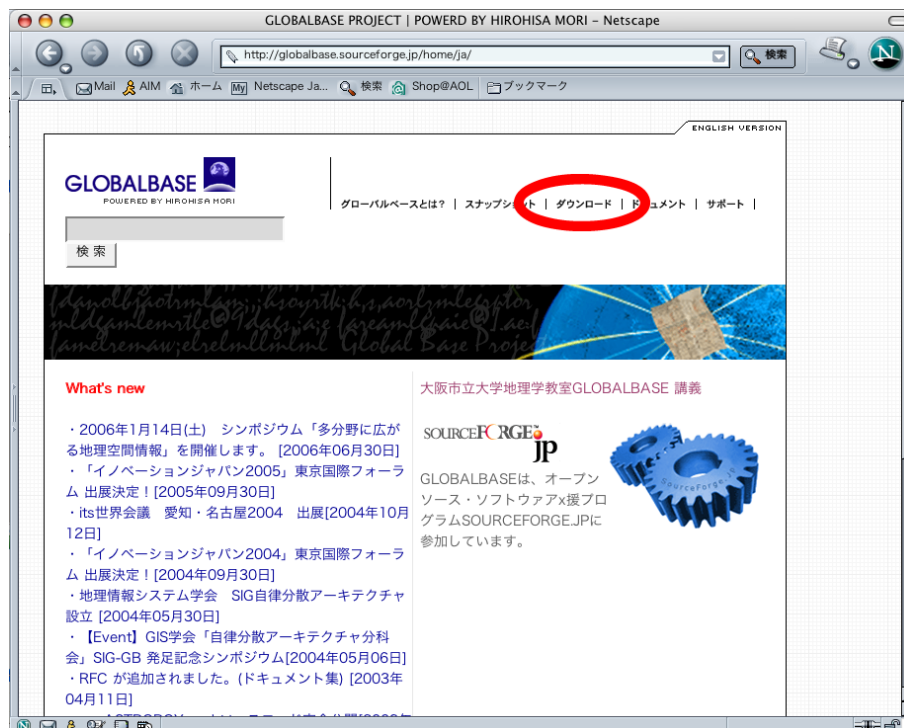 GLOBALBASE PROJECT | POWERD BY HIROHISA MORI – Netscape
http://globalbase.sourceforge.jp/home/ja/
検索
N
Mail AIM ホーム My Netscape Ja... 検索 Shop@AOL ブックマーク
ENGLISH VERSION
GLOBALBASE
POWERED BY HIROHISA MORI
グローバルベースとは? | スナップショット | ダウンロード | ドキュメント | サポート |
検 索
Global Base Proje
What's new
・2006年1月14日(土) シンポジウム「多分野に広が
る地理空間情報」を開催します。 [2006年06月30日]
・「イノベーションジャパン2005」東京国際フォーラ
ム 出展決定![2005年09月30日]
・its世界会議 愛知・名古屋2004 出展[2004年10月
12日]
・「イノベーションジャパン2004」東京国際フォーラ
ム 出展決定![2004年09月30日]
・地理情報システム学会 SIG自律分散アーキテクチャ
設立 [2004年05月30日]
・【Event】GIS学会「自律分散アーキテクチャ分科
会」SIG-GB 発足記念シンポジウム[2004年05月06日]
・RFC が追加されました。(ドキュメント集) [2003年
04月11日]
大阪市立大学地理学教室GLOBALBASE 講義
SOURCEFORGE
jp
SourceForge.jp
GLOBALBASEは、オープン
ソース・ソフトウァアx援プロ
グラムSOURCEFORGE.JPに
参加しています。